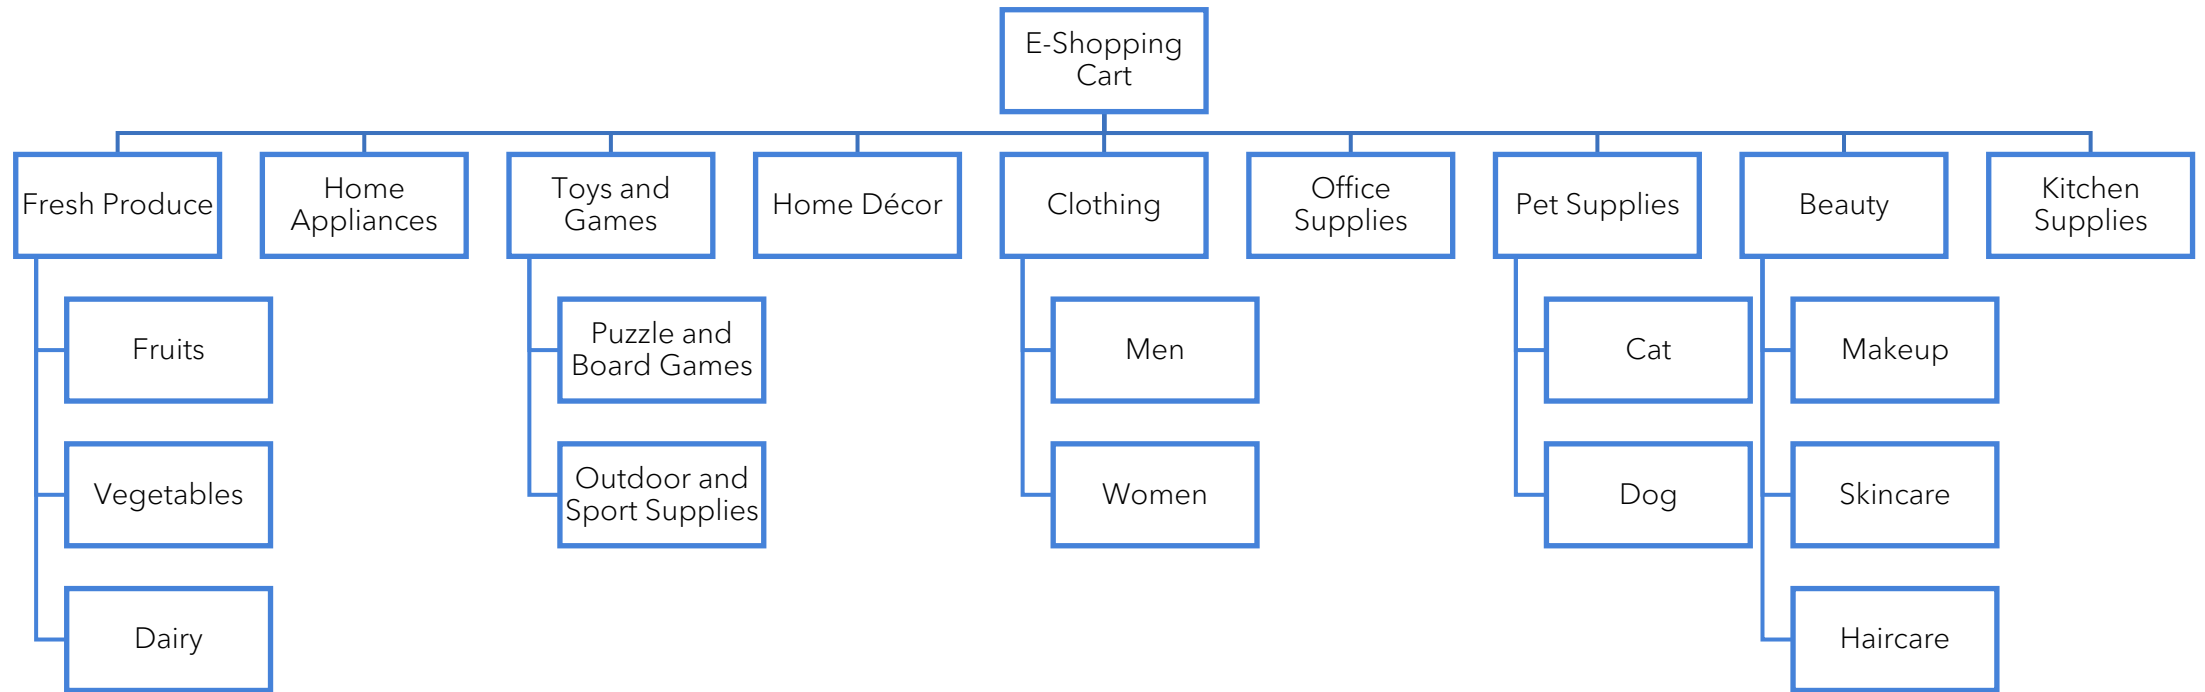 E-Shopping
Cart
Fresh Produce
Home
Appliances
Toys and
Games
Home Décor
Clothing
Office
Supplies
Pet Supplies
Beauty
Kitchen
Supplies
Fruits
Vegetables
Dairy
Puzzle and
Board Games
Outdoor and
Sport Supplies
Men
Women
Cat
Dog
Makeup
Skincare
Haircare